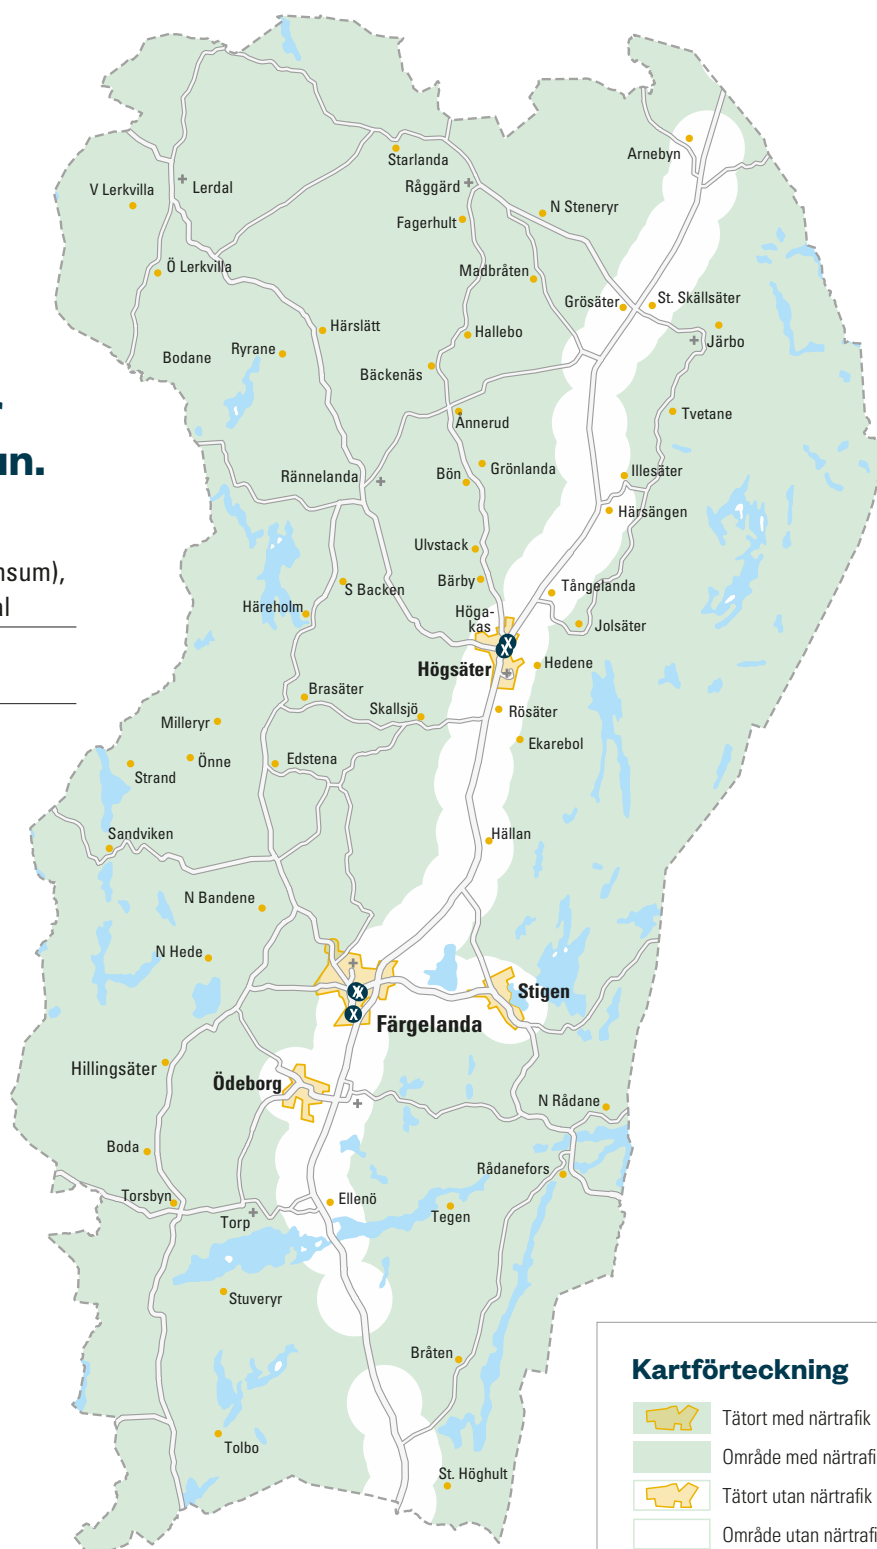 un.
nsum),
al
Arnebyn
Starlanda
V Lerkvilla
Lerdal
Råggärd
N Steneryr
Fagerhult
Ö Lerkvilla
Madbråten
Grösäter
St. Skällsäter
Härslätt
Hallebo
Järbo
Bodane
Ryrane
Bäckenäs
Ånnerud
Tvetane
Rännelanda
Bön
Grönlanda
Illesäter
Härsängen
Ulvstack
S Backen
Bärby
Tångelanda
Häreholm
Höga-
kas
Jolsäter
Högsäter
Hedene
Brasäter
Skallsjö
Rösäter
Milleryr
Ekarebol
Önne
Edstena
Strand
Sandviken
Hällan
N Bandene
N Hede
Stigen
Färgelanda
Hillingsäter
Ödeborg
N Rådane
Boda
Rådanefors
Torsbyn
Ellenö
Torp
Tegen
Stuveryr
Bråten
Tolbo
St. Höghult
Kartförteckning
Tätort med närtrafik
Område med närtrafi
Tätort utan närtrafik
Område utan närtrafi